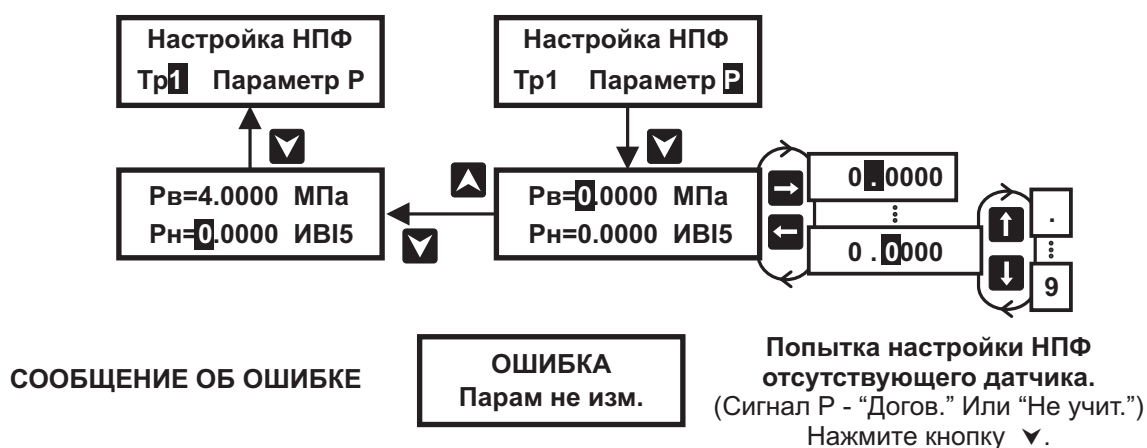 Настройка НПФ
Тр1 Параметр Р
Настройка НПФ
Тр1 Параметр Р
Рв=4.0000 МПа
Рн=0.0000 ИВI5
Рв=0.0000 МПа
Рн=0.0000 ИВI5
0.0000
0.0000
.
9
СООБЩЕНИЕ ОБ ОШИБКЕ
ОШИБКА
Парам не изм.
Попытка настройки НПФ
отсутствующего датчика.
(Сигнал Р - “Догов.” Или “Не учит.”)
Нажмите кнопку